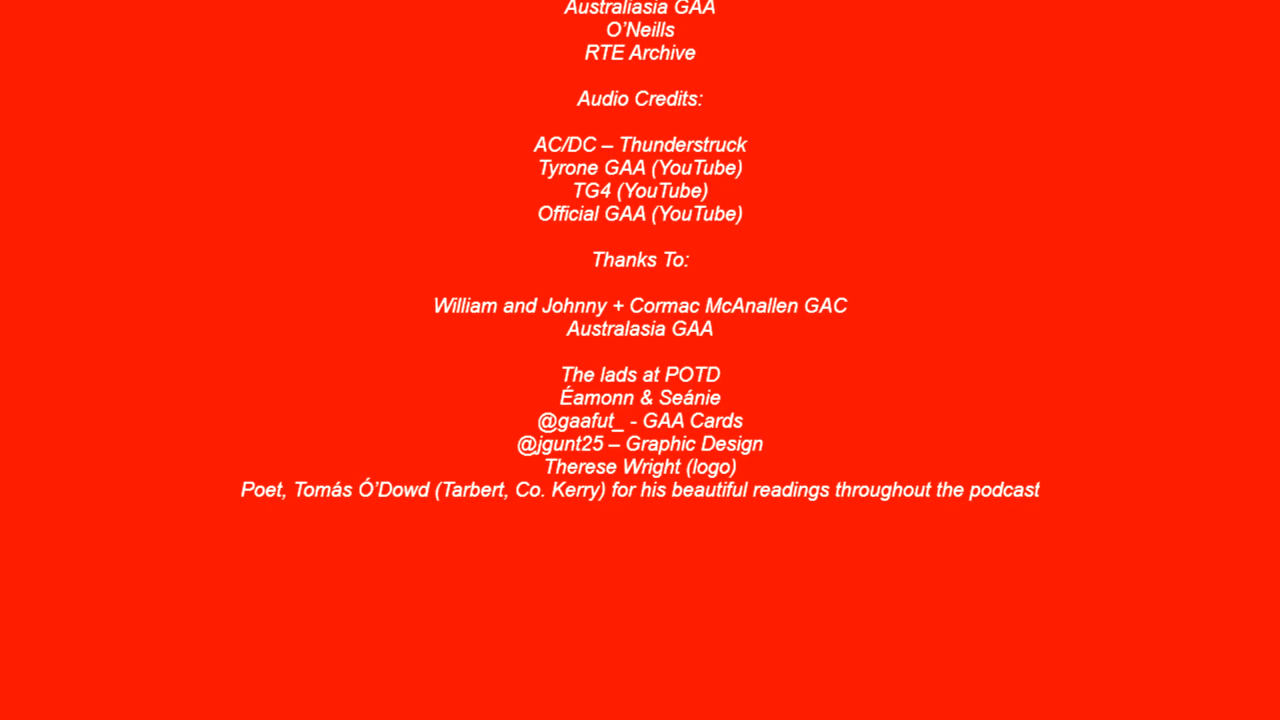 Australiasia GAA
O’Neills
RTE Archive
Audio Credits:
AC/DC – Thunderstruck
Tyrone GAA (YouTube)
TG4 (YouTube)
Official GAA (YouTube)
Thanks To:
William and Johnny + Cormac McAnallen GAC
Australasia GAA
The lads at POTD
Éamonn & Seánie
@gaafut_ - GAA Cards
@jgunt25 – Graphic Design
Therese Wright (logo)
Poet, Tomás Ó’Dowd (Tarbert, Co. Kerry) for his beautiful readings throughout the podcast